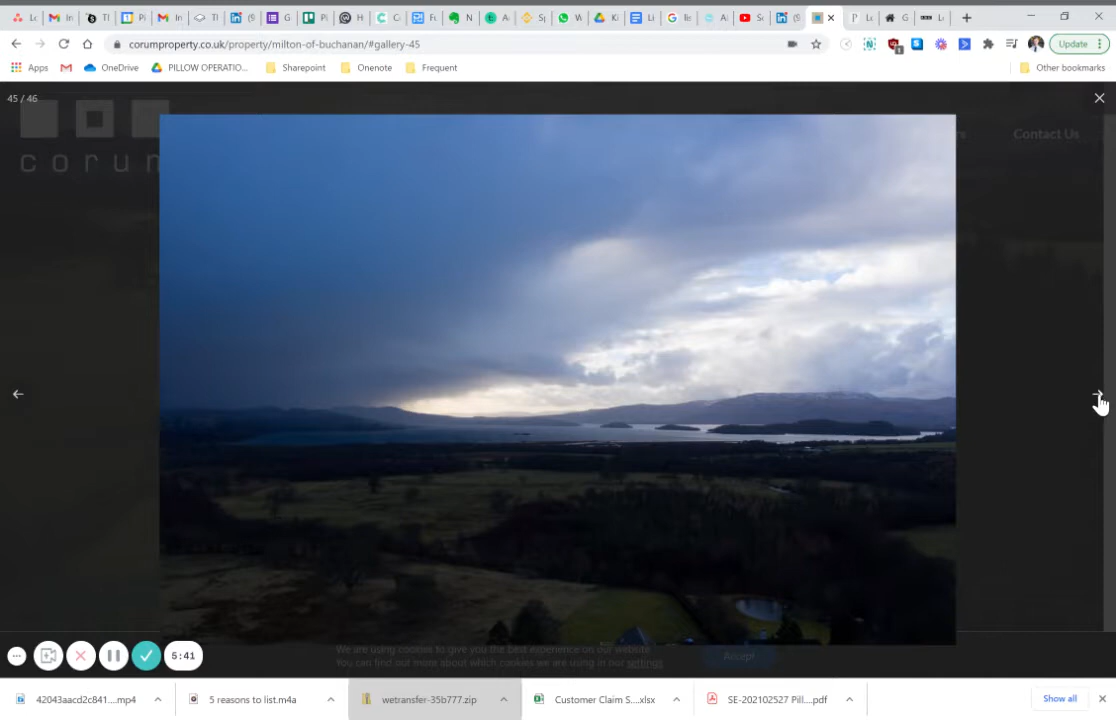 corumproperty.co.uk/property/milton-of-buchanan/#gallery-45
Update
Apps
OneDrive
PILLOW OPERATIO...
Sharepoint
Onenote
Frequent
Other bookmarks
45 / 46
Contact Us
We are using cookies to give you the best experience on our website
You can find out more about which cookies we are using in our settings
Accept
5:41
42043aacd2c841....mp4
5 reasons to list.m4a
wetransfer-35b777.zip
Customer Claim S....xlsx
SE-202102527 Pill....pdf
Show all